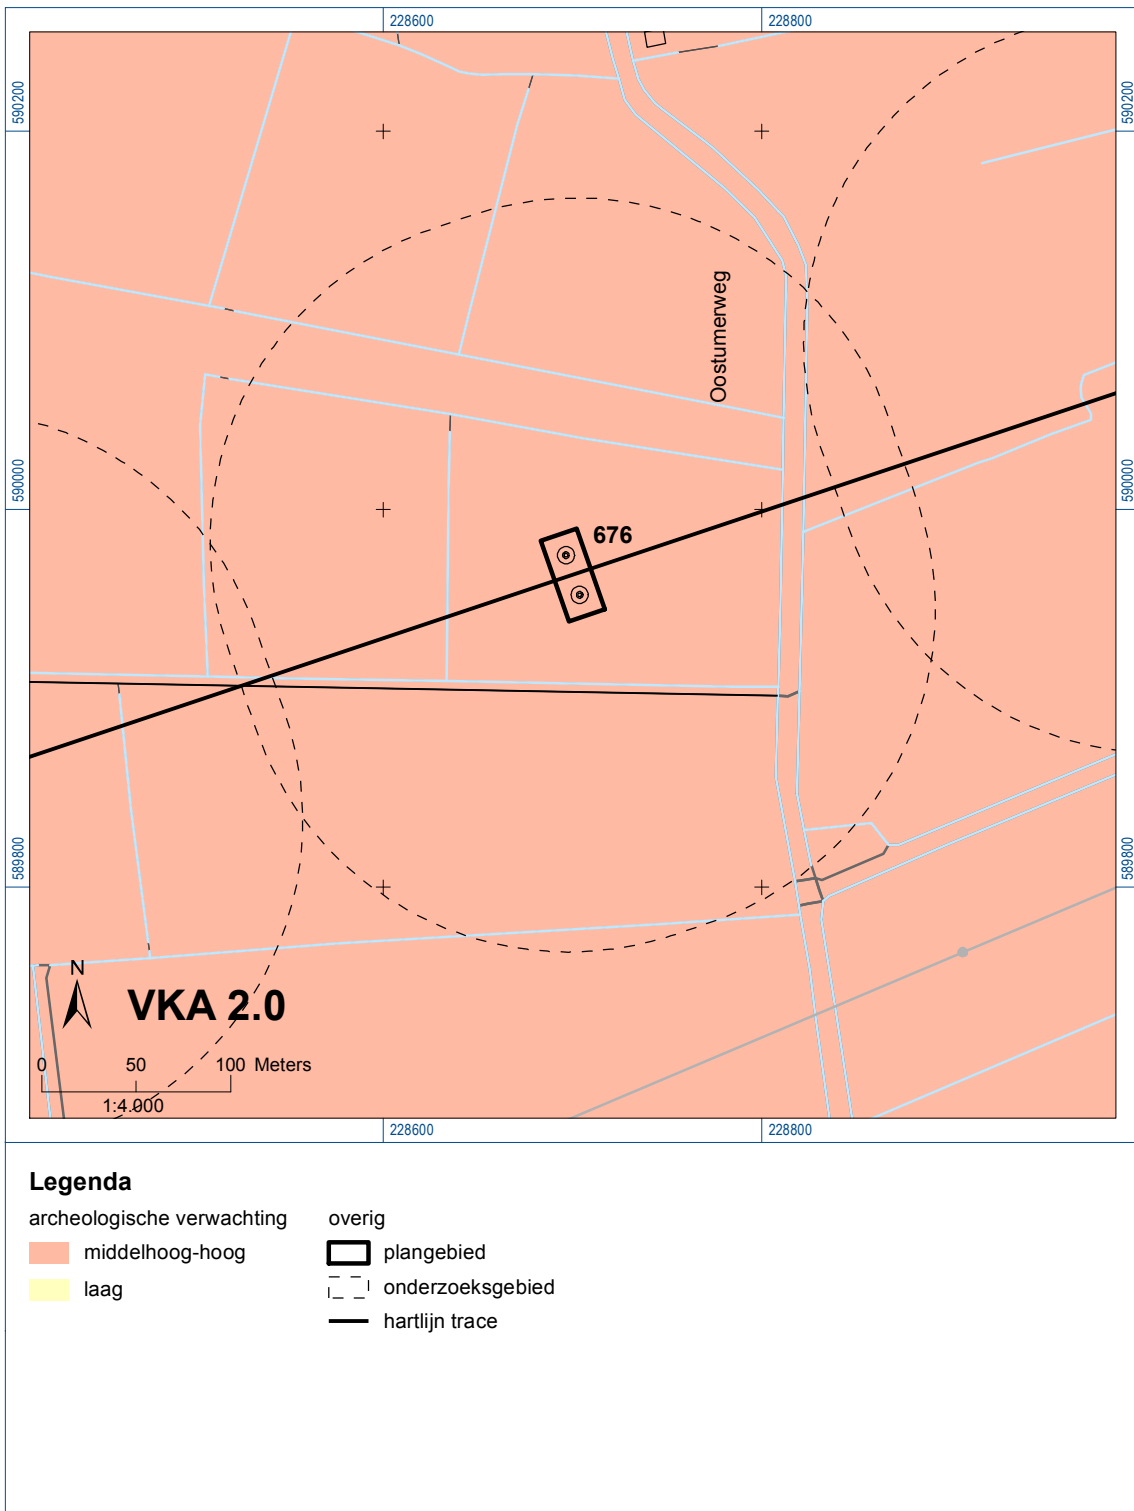 228600
228800
590200
590200
Oostumerweg
590000
590000
676
589800
589800
N
VKA 2.0
0 50 100 Meters
1:4.000
228600
228800
Legenda
archeologische verwachting
middelhoog-hoog
laag
overig
plangebied
onderzoeksgebied
hartlijn trace